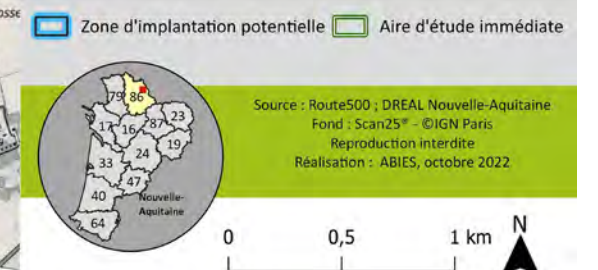 OSSE
Zone d'implantation potentielle Aire d'étude immédiate
79 86
17 16 87 23
19
33 24
47
40
64
Nouvelle-
Aquitaine
Source : Route500 ; DREAL Nouvelle-Aquitaine
Fond : Scan25® - ©IGN Paris
Reproduction interdite
Réalisation : ABIES, octobre 2022
0 0,5 1 km N